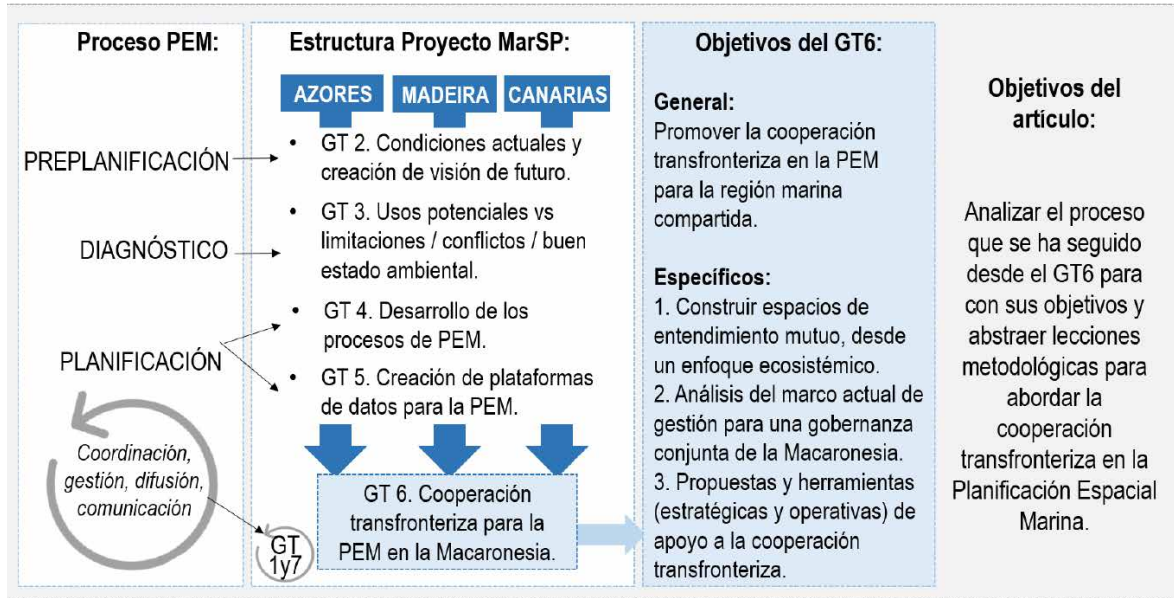 Proceso PEM:
PREPLANIFICACIÓN
DIAGNÓSTICO
PLANIFICACIÓN
Coordinación,
gestión, difusión,
comunicación
Estructura Proyecto MarSP:
AZORES
MADEIRA
CANARIAS
• GT 2. Condiciones actuales y
creación de visión de futuro.
• GT 3. Usos potenciales vs
limitaciones / conflictos / buen
estado ambiental.
• GT 4. Desarrollo de los
procesos de PEM.
• GT 5. Creación de plataformas
de datos para la PEM.
GT 6. Cooperación
transfronteriza para la
PEM en la Macaronesia.
GT
1y7
Objetivos del GT6:
General:
Promover la cooperación
transfronteriza en la PEM
para la región marina
compartida.
Específicos:
1. Construir espacios de
entendimiento mutuo, desde
un enfoque ecosistémico.
2. Análisis del marco actual de
gestión para una gobernanza
conjunta de la Macaronesia.
3. Propuestas y herramientas
(estratégicas y operativas) de
apoyo a la cooperación
transfronteriza.
Objetivos del
artículo:
Analizar el proceso
que se ha seguido
desde el GT6 para
con sus objetivos y
abstraer lecciones
metodológicas para
abordar la
cooperación
transfronteriza en la
Planificación Espacial
Marina.